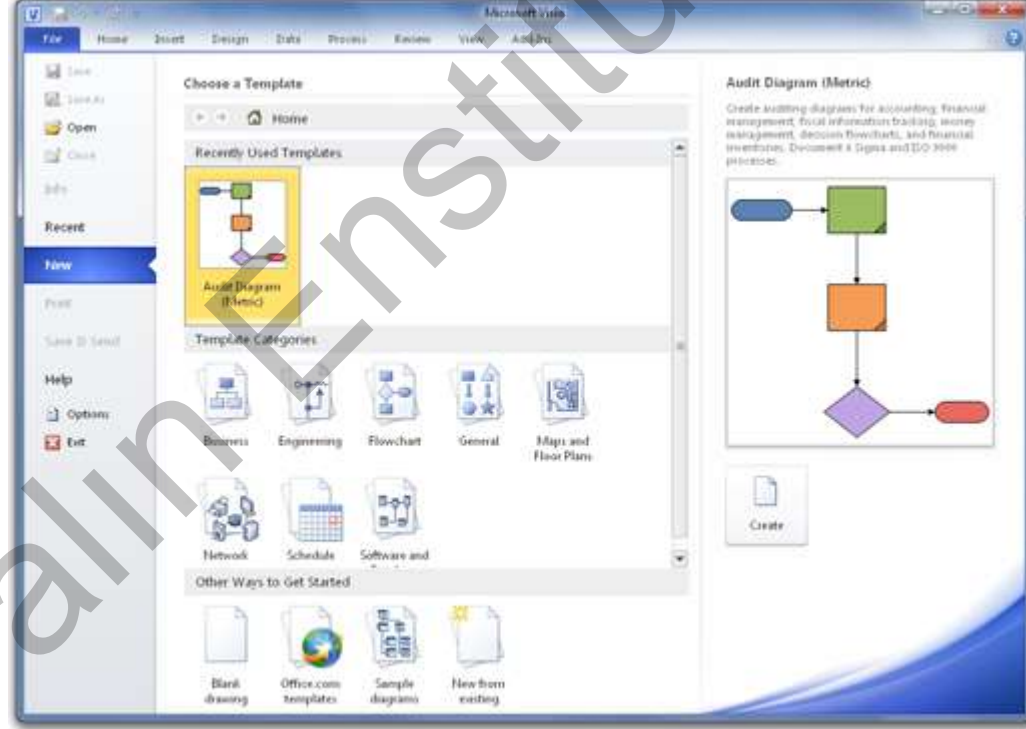 Microsoft Visio
File Home Insert Design Data Process Review View Add-Ins
Save
Save As
Open
Close
Info
Recent
New
Print
Save & Send
Help
Options
Exit
Choose a Template
Home
Recently Used Templates
Audit Diagram
(Metric)
Template Categories
Business Engineering Flowchart General Maps and
Floor Plans
Network Schedule Software and
Other Ways to Get Started
Blank
drawing
Office.com
templates
Sample
diagrams
New from
existing
Audit Diagram (Metric)
Create auditing diagrams for accounting, financial
management, fiscal information tracking, money
management, decision flowcharts, and financial
inventories. Document 6 Sigma and ISO 9000
processes.
Create
alin Enstitü